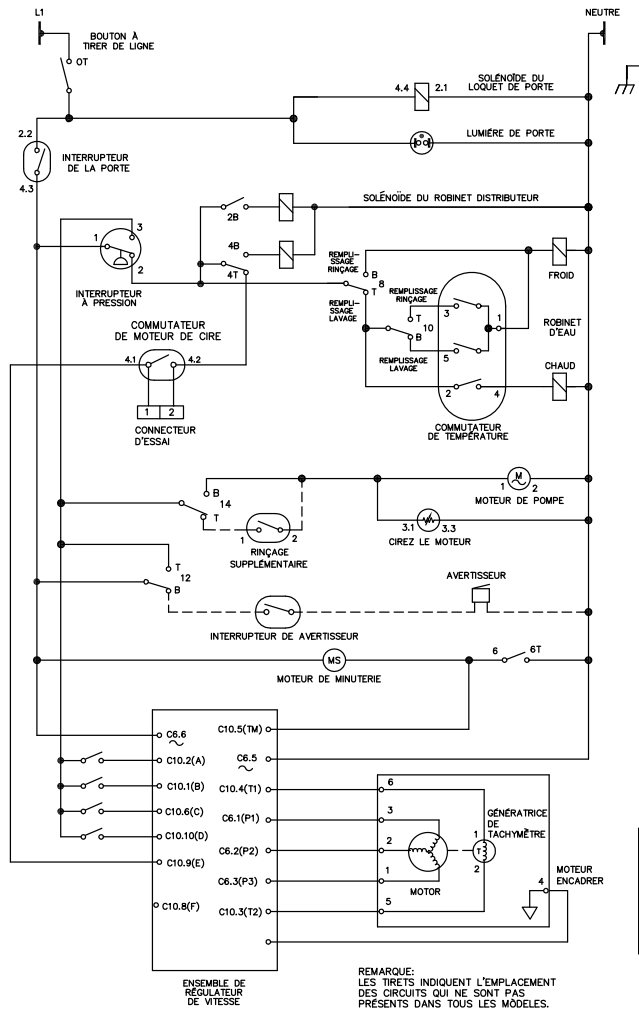 L1
NEUTRE
BOUTON À
TIRER DE LIGNE
OT
SOLÉNOÏDE DU
LOQUET DE PORTE
4.4
2.1
LUMIÈRE DE PORTE
2.2
INTERRUPTEUR
DE LA PORTE
4.3
SOLÉNOÏDE DU ROBINET DISTRIBUTEUR
2B
4B
4T
3
1
2
INTERRUPTEUR
À PRESSION
REMPLI-
SSAGE
RINÇAGE
B
8
T
REMPLI-
SSAGE
LAVAGE
REMPLISSAGE
RINÇAGE
T
10
B
REMPLISSAGE
LAVAGE
3
1
5
2
4
COMMUTATEUR
DE TEMPÉRATURE
FROID
ROBINET
D'EAU
CHAUD
COMMUTATEUR
DE MOTEUR DE CIRE
4.1
4.2
1 2
CONNECTEUR
D'ESSAI
B
14
T
1
2
RINÇAGE
SUPPLÉMENTAIRE
M
1
2
MOTEUR DE POMPE
3.1
3.3
CIREZ LE MOTEUR
T
12
B
AVERTISSEUR
INTERRUPTEUR DE AVERTISSEUR
MS
MOTEUR DE MINUTERIE
6
6T
C6.6
C10.2(A)
C10.1(B)
C10.6(C)
C10.10(D)
C10.9(E)
C10.8(F)
C10.5(TM)
C6.5
C10.4(T1)
C6.1(P1)
C6.2(P2)
C6.3(P3)
C10.3(T2)
6
3
2
1
5
MOTOR
GÉNÉRATRICE
DE
TACHYMÈTRE
1
T
2
MOTEUR
ENCADRER
4
ENSEMBLE DE
RÉGULATEUR
DE VITESSE
REMARQUE:
LES TIRETS INDIQUENT L'EMPLACEMENT
DES CIRCUITS QUI NE SONT PAS
PRÉSENTS DANS TOUS LES MÒDELES.